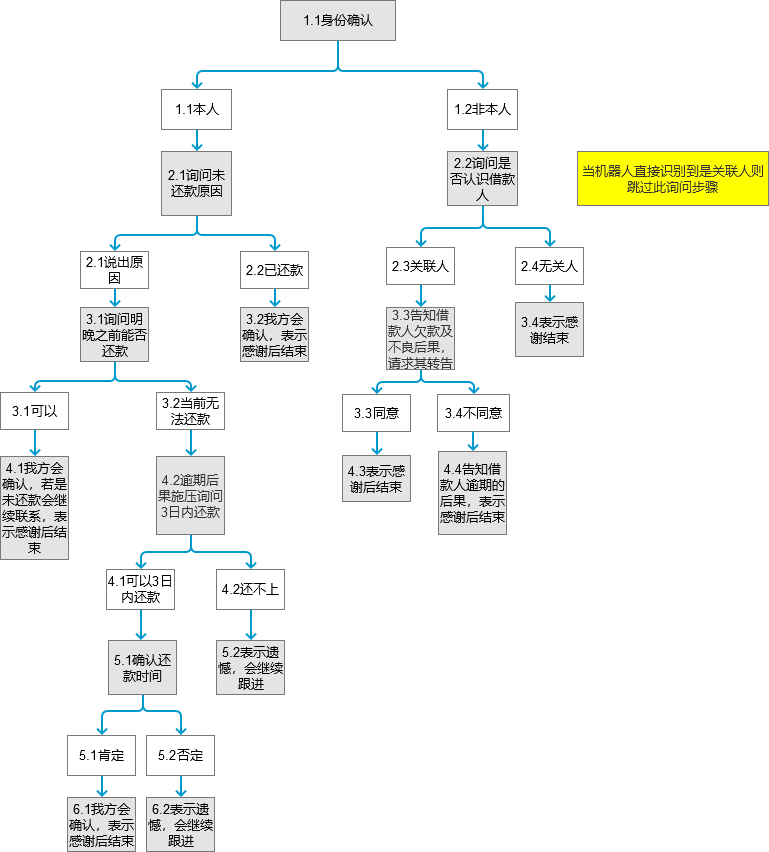 1.1身份确认
1.1本人
1.2非本人
2.1询问未
还款原因
2.2询问是
否认识借款
人
当机器人直接识别到是关联人则
跳过此询问步骤
2.1说出原
因
2.2已还款
2.3关联人
2.4无关人
3.1询问明
晚之前能否
还款
3.2我方会
确认，表示
感谢后结束
3.3告知借
款人欠款及
不良后果，
请求其转告
3.4表示感
谢结束
3.1可以
3.2当前无
法还款
3.3同意
3.4不同意
4.1我方会
确认，若是
未还款会继
续联系，表
示感谢后结
束
4.2逾期后
果施压询问
3日内还款
4.3表示感
谢后结束
4.4告知借
款人逾期的
后果，表示
感谢后结束
4.1可以3日
内还款
4.2还不上
5.1确认还
款时间
5.2表示遗
憾，会继续
跟进
5.1肯定
5.2否定
6.1我方会
确认，表示
感谢后结束
6.2表示遗
憾，会继续
跟进